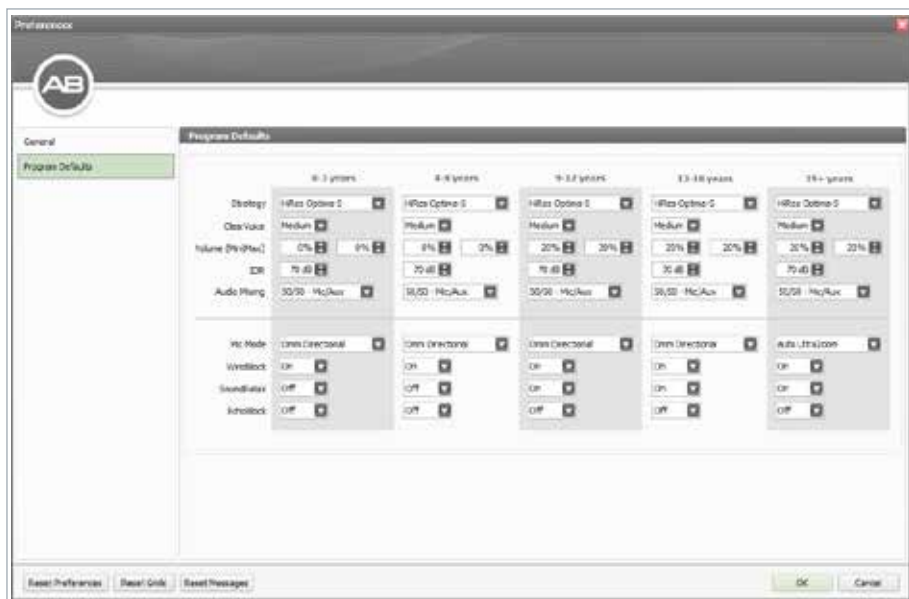 Preferences
AB
General
Program Defaults
Program Defaults
0-3 years 4-8 years 9-12 years 13-18 years 19+ years
Strategy HiRes Optima-S HiRes Optima-S HiRes Optima-S HiRes Optima-S HiRes Optima-S
ClearVoice Medium Medium Medium Medium Medium
Volume (Min/Max) 0% 0% 0% 0% 20% 20% 20% 20% 20% 20%
IDR 70 dB 70 dB 70 dB 70 dB 70 dB
Audio Mixing 50/50 - Mic/Aux 50/50 - Mic/Aux 50/50 - Mic/Aux 50/50 - Mic/Aux 50/50 - Mic/Aux
Mic Mode Omni Directional Omni Directional Omni Directional Omni Directional Auto UltraZoom
WindBlock On On On On On
SoundRelax Off Off On On On
EchoBlock Off Off Off Off Off
Reset Preferences Reset Grids Reset Messages OK Cancel